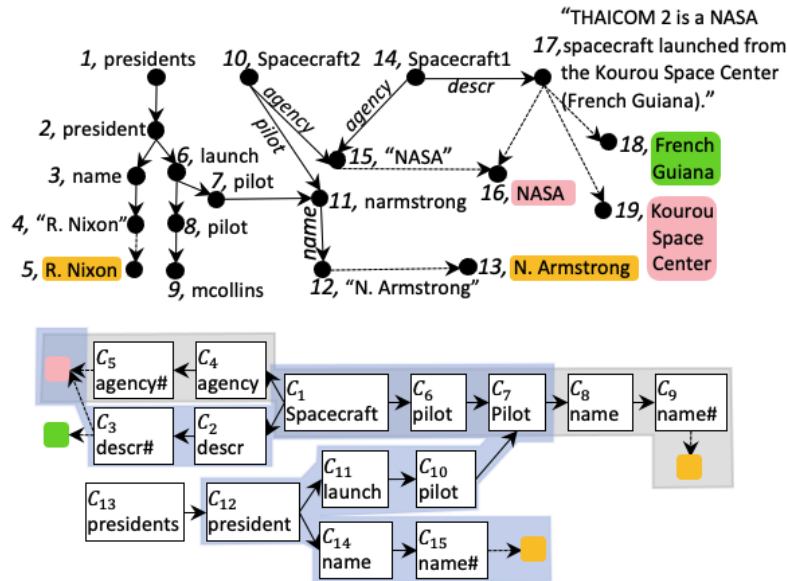 “THAICOM 2 is a NASA
spacecraft launched from
the Kourou Space Center
(French Guiana).”
1, presidents
10, Spacecraft2
14, Spacecraft1
17,
descr
agency
agency
pilot
2, president
6, launch
15, “NASA”
18, French
Guiana
3, name
7, pilot
16, NASA
11, narmstrong
19, Kourou
Space
Center
4, “R. Nixon”
8, pilot
name
5, R. Nixon
9, mcollins
12, “N. Armstrong”
13, N. Armstrong
C5
agency#
C4
agency
C1
Spacecraft
C6
pilot
C7
Pilot
C8
name
C9
name#
C3
descr#
C2
descr
C11
launch
C10
pilot
C13
presidents
C12
president
C14
name
C15
name#